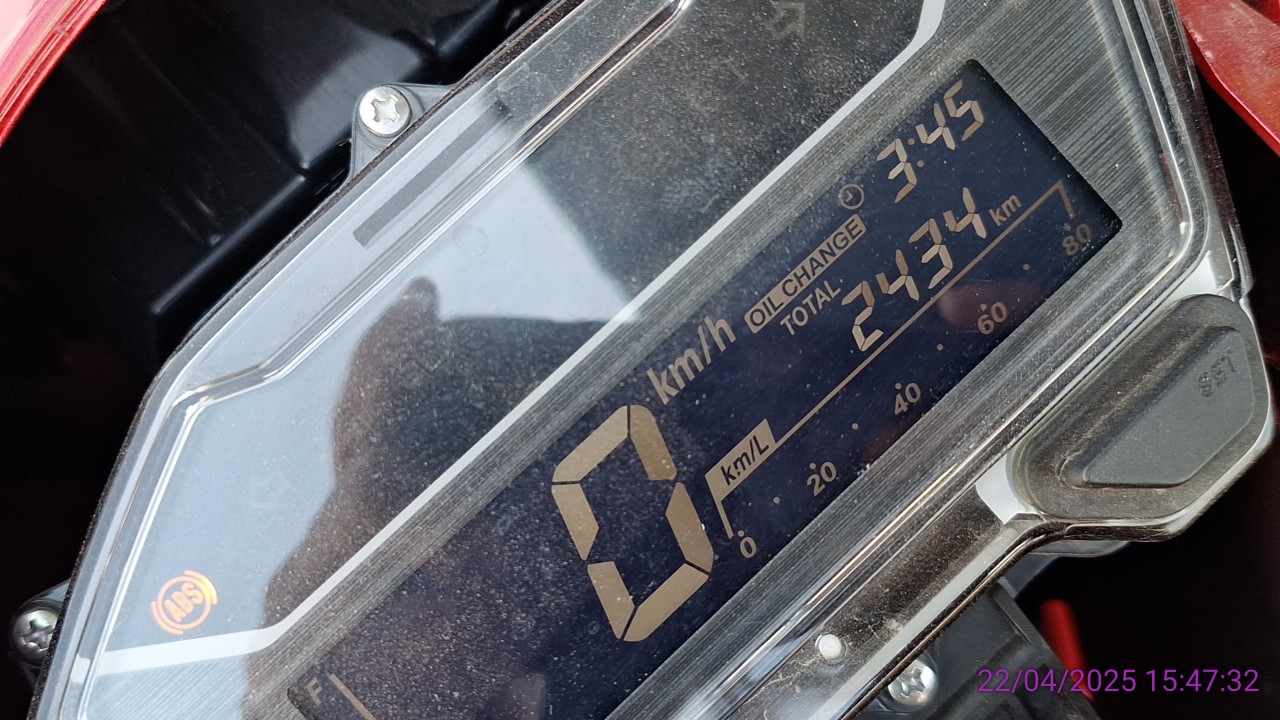 3:45
OIL CHANGE
TOTAL 2434 km
0 km/h
km/L
0 20 40 60 80
SET
ABS
F
22/04/2025 15:47:32